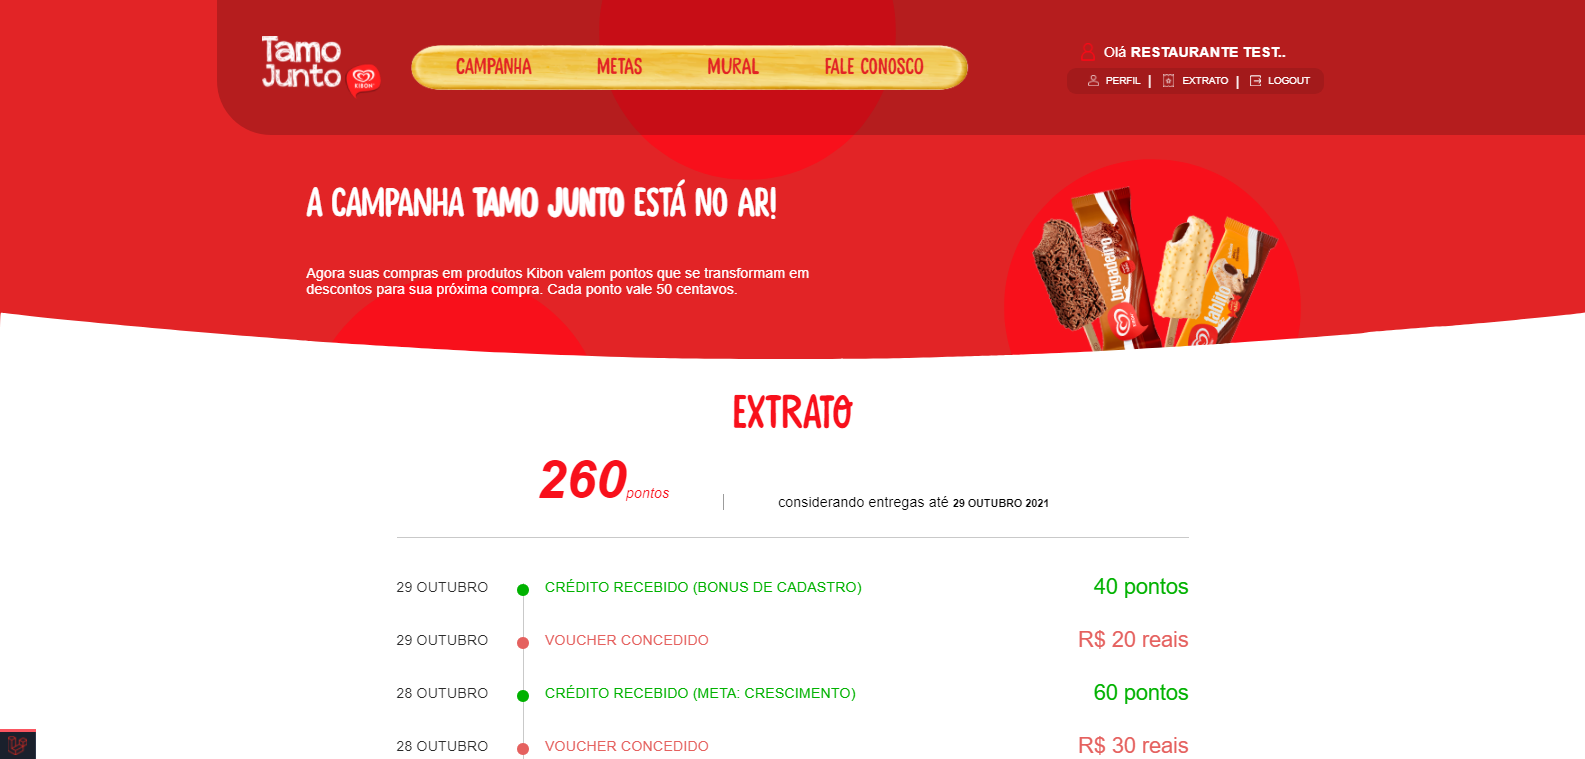 Tamo
Junto
KIBON
CAMPANHA METAS MURAL FALE CONOSCO
Olá RESTAURANTE TEST..
PERFIL | EXTRATO | LOGOUT
A CAMPANHA TAMO JUNTO ESTÁ NO AR!
Agora suas compras em produtos Kibon valem pontos que se transformam em
descontos para sua próxima compra. Cada ponto vale 50 centavos.
brigadeiro
tablito
EXTRATO
260 pontos | considerando entregas até 29 OUTUBRO 2021
29 OUTUBRO CRÉDITO RECEBIDO (BONUS DE CADASTRO) 40 pontos
29 OUTUBRO VOUCHER CONCEDIDO R$ 20 reais
28 OUTUBRO CRÉDITO RECEBIDO (META: CRESCIMENTO) 60 pontos
28 OUTUBRO VOUCHER CONCEDIDO R$ 30 reais